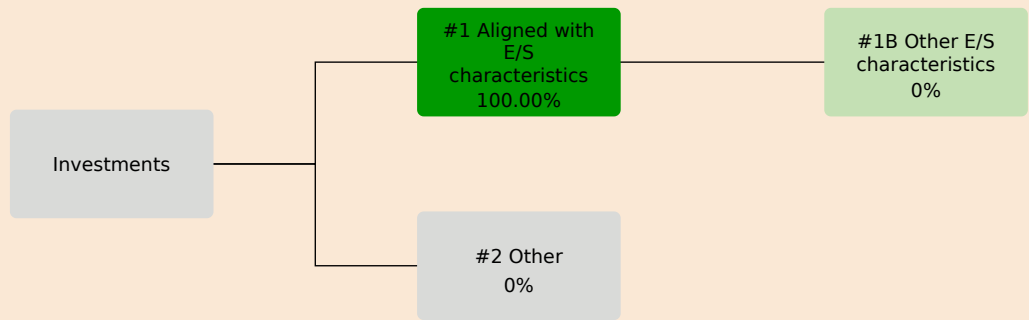 #1 Aligned with
E/S
characteristics
100.00%
#1B Other E/S
characteristics
0%
Investments
#2 Other
0%